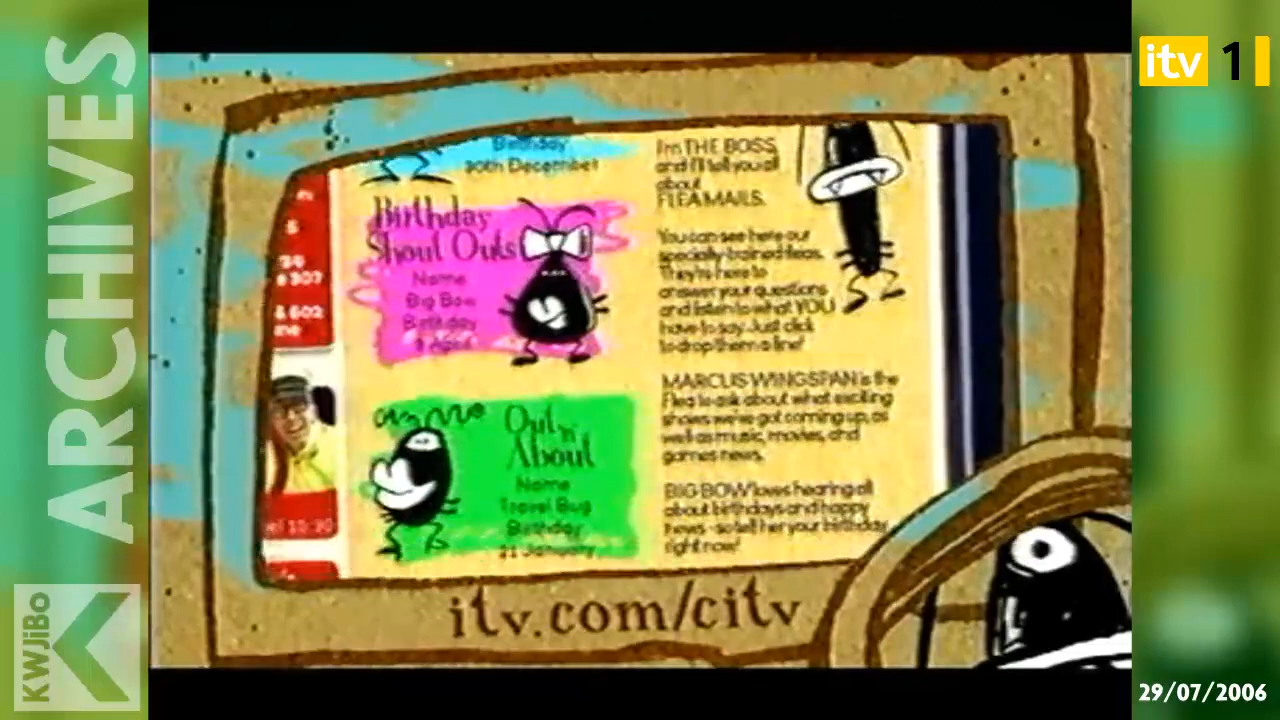 ARCHIVES
KWJiBo
itv 1
Birthday
30th December
Birthday
Shout Outs
Name
Big Bow
Birthday
Out
'n'
About
Name
Travel Bug
Birthday
21 January
I'm THE BOSS
and I'll tell you all
about
FLEAMAILS.
You can see here our
specially-trained fleas.
They're here to
answer your questions
and listen to what YOU
have to say. Just click
to drop them a line!
MARCUS WINGSPAN is the
Flea to ask about what exciting
shows we've got coming up, as
well as music, movies, and
games news.
BIG BOW loves hearing all
about birthdays and happy
news - so tell her your birthday
right now!
itv.com/citv
29/07/2006